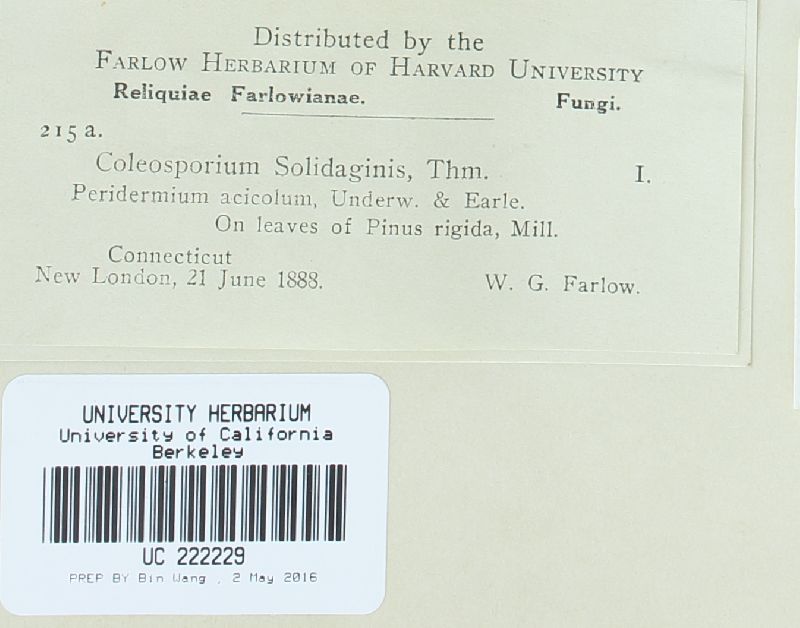 Distributed by the
Farlow Herbarium of Harvard University
Reliquiae Farlowianae. Fungi.
215 a.
Coleosporium Solidaginis, Thm. I.
Peridermium acicolum, Underw. & Earle.
On leaves of Pinus rigida, Mill.
Connecticut
New London, 21 June 1888. W. G. Farlow.
UNIVERSITY HERBARIUM
University of California
Berkeley
UC 222229
PREP BY Bin Wang , 2 May 2016